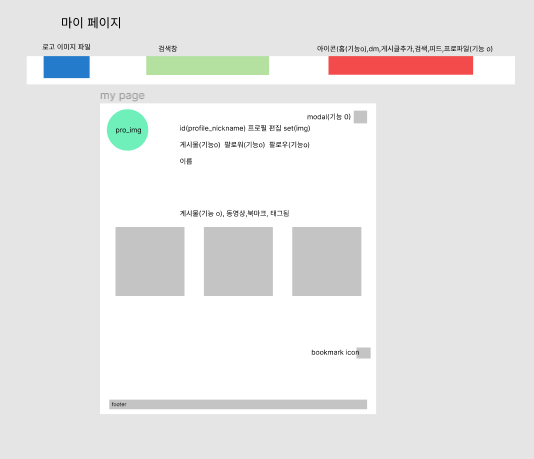 마이 페이지
로고 이미지 파일
검색창
아이콘(홈(기능o),dm,게시글추가,검색,피드,프로파일(기능 o)
my page
modal(기능 0)
pro_img
id(profile_nickname) 프로필 편집 set(img)
게시물(기능o) 팔로워(기능o) 팔로우(기능o)
이름
게시물(기능 o), 동영상,북마크, 태그됨
bookmark icon
footer